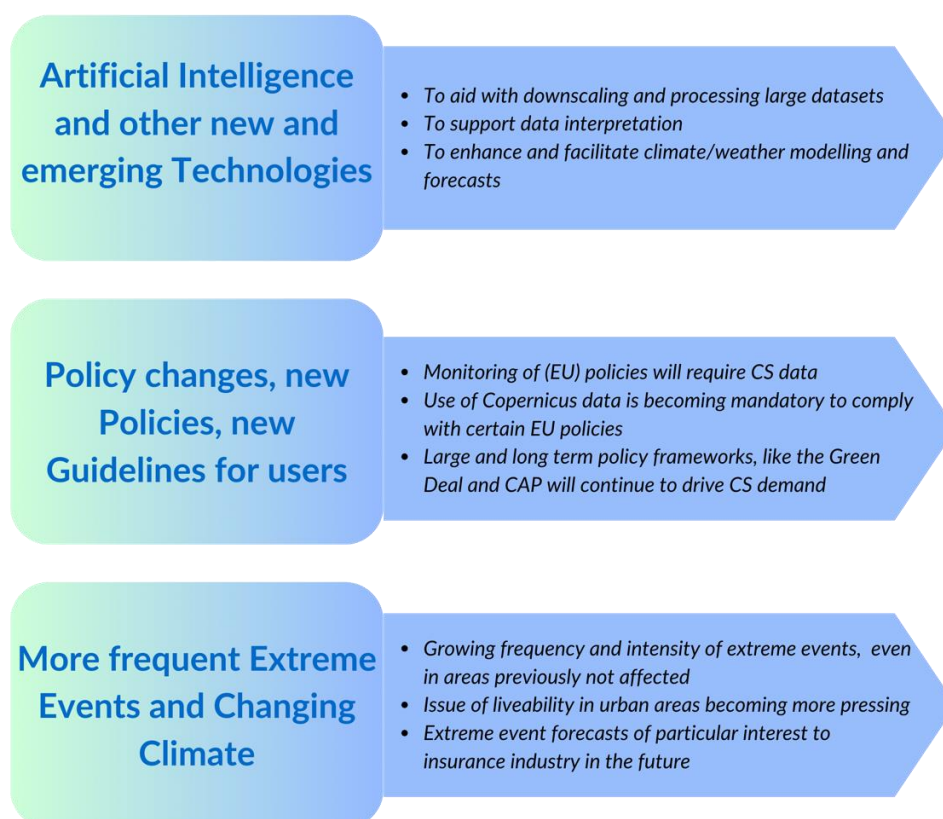 Artificial Intelligence
and other new and
emerging Technologies
• To aid with downscaling and processing large datasets
• To support data interpretation
• To enhance and facilitate climate/weather modelling and
forecasts
Policy changes, new
Policies, new
Guidelines for users
• Monitoring of (EU) policies will require CS data
• Use of Copernicus data is becoming mandatory to comply
with certain EU policies
• Large and long term policy frameworks, like the Green
Deal and CAP will continue to drive CS demand
More frequent Extreme
Events and Changing
Climate
• Growing frequency and intensity of extreme events, even
in areas previously not affected
• Issue of liveability in urban areas becoming more pressing
• Extreme event forecasts of particular interest to
insurance industry in the future